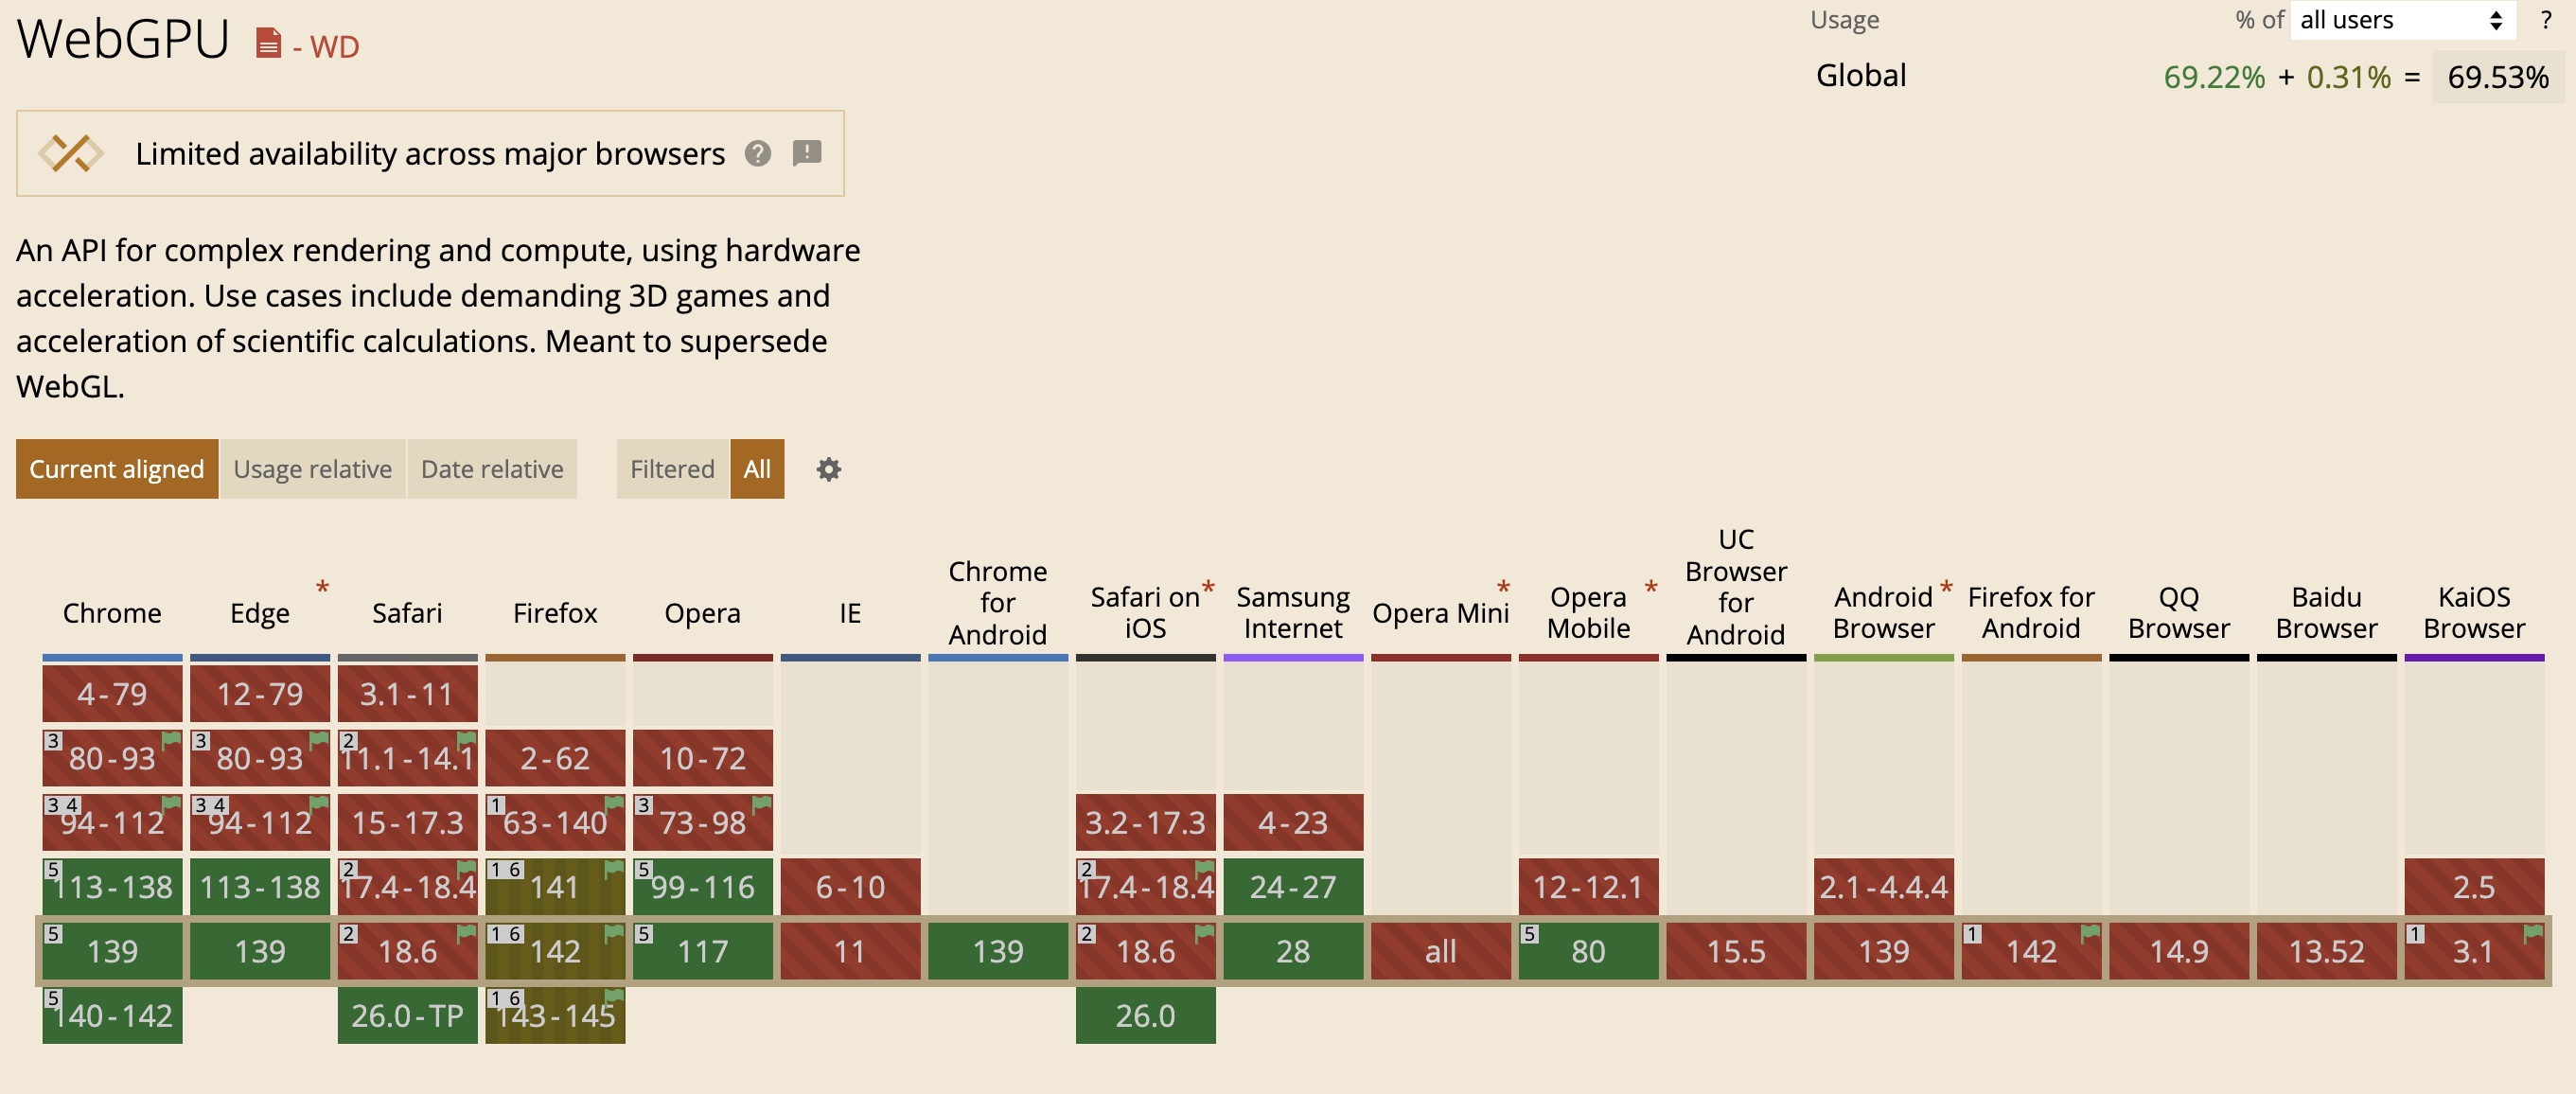 WebGPU - WD
Usage % of all users ?
Global 69.22% + 0.31% = 69.53%
Limited availability across major browsers ? !
An API for complex rendering and compute, using hardware
acceleration. Use cases include demanding 3D games and
acceleration of scientific calculations. Meant to supersede
WebGL.
Current aligned Usage relative Date relative Filtered All
Chrome
Edge *
Safari
Firefox
Opera
IE
Chrome
for
Android
Safari on *
iOS
Samsung
Internet
Opera Mini *
Opera *
Mobile
UC
Browser
for
Android
Android *
Browser
Firefox for
Android
QQ
Browser
Baidu
Browser
KaiOS
Browser
4-79 12-79 3.1-11
3 80-93 3 80-93 2 11.1-14.1 2-62 10-72
3 4 94-112 3 4 94-112 15-17.3 1 63-140 3 73-98 3.2-17.3 4-23
5 113-138 113-138 2 17.4-18.4 1 6 141 5 99-116 6-10 2 17.4-18.4 24-27 12-12.1 2.1-4.4.4 2.5
5 139 139 2 18.6 1 6 142 5 117 11 139 2 18.6 28 all 5 80 15.5 139 1 142 14.9 13.52 1 3.1
5 140-142 26.0-TP 1 6 143-145 26.0